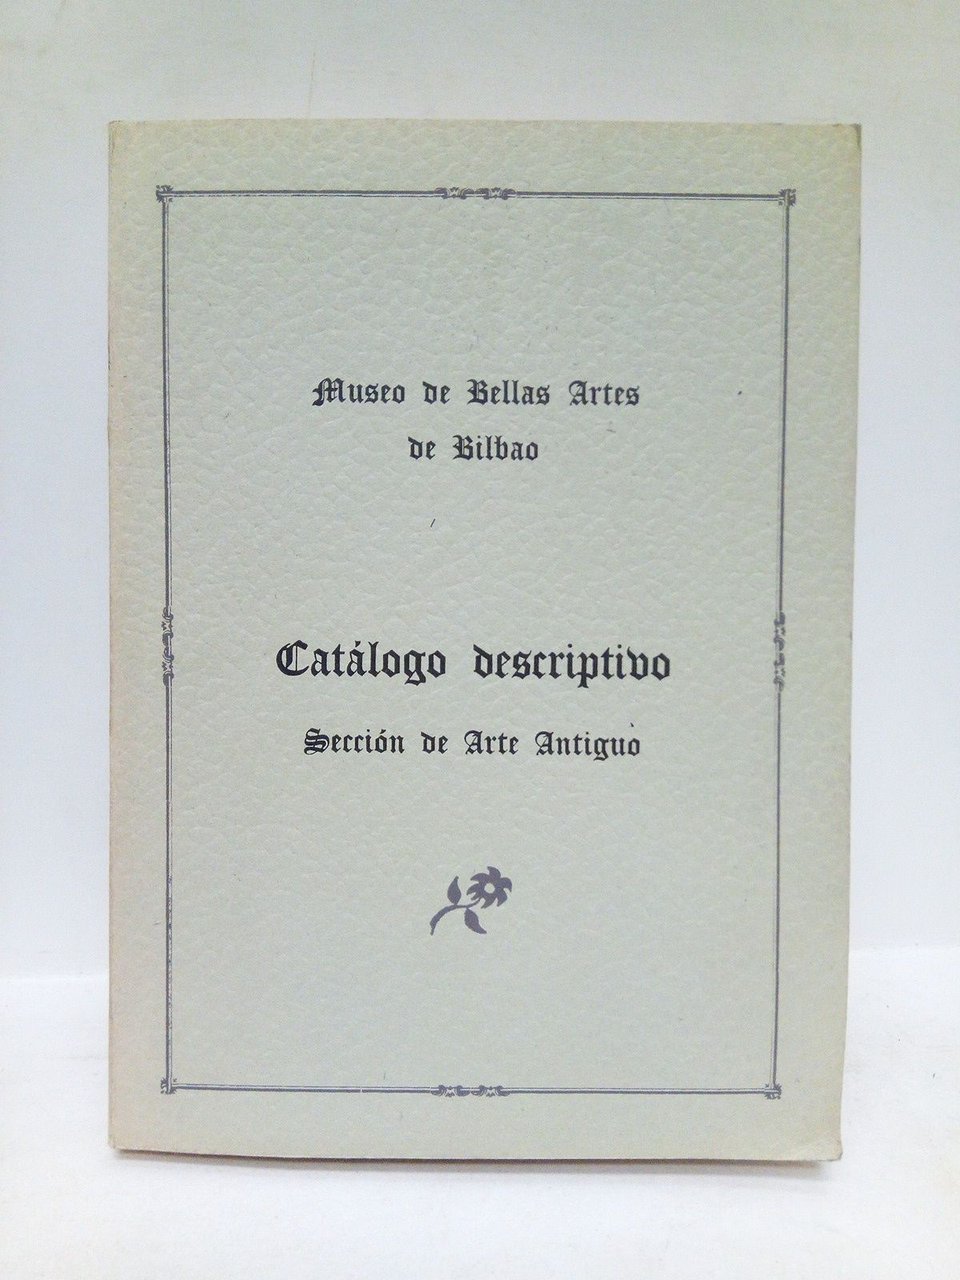 Museo de Bellas Artes
de Bilbao
Catálogo descriptivo
Sección de Arte Antiguo